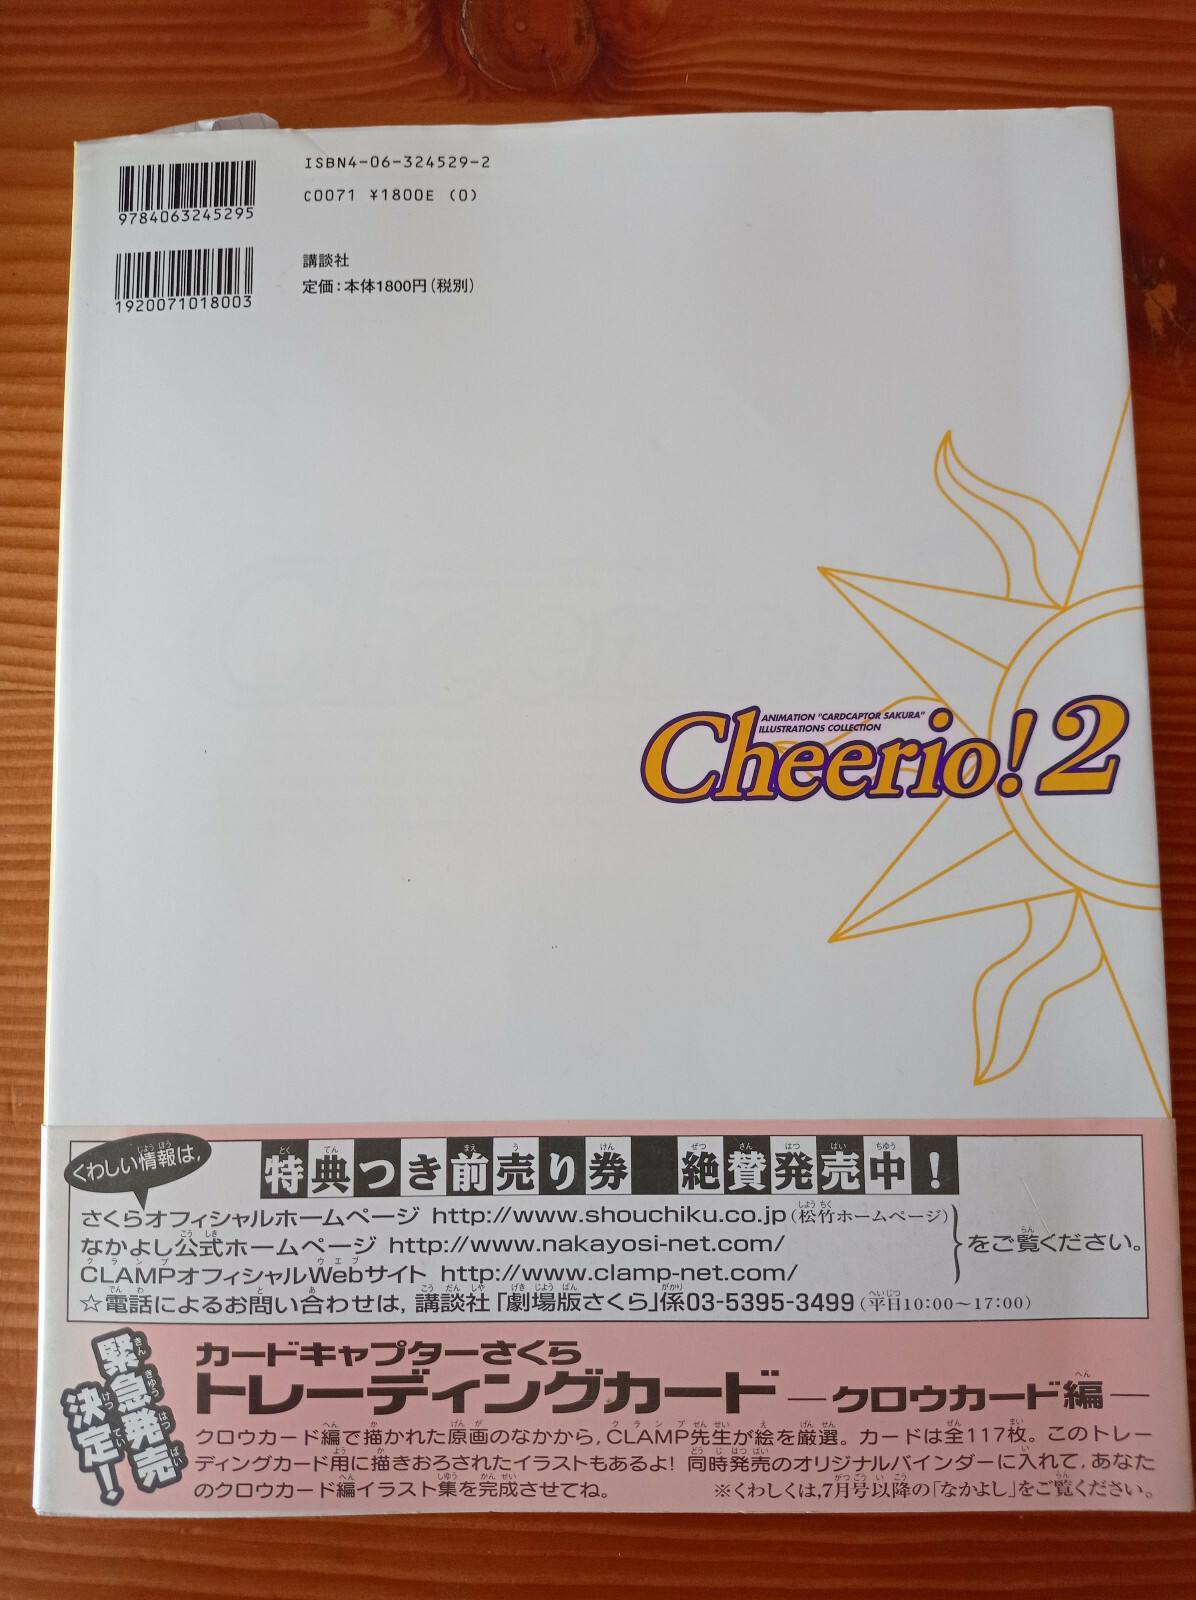 ISBN4-06-324529-2
9784063245295
C0071 ¥1800E (0)
講談社
1920071018003
定価：本体1800円（税別）
ANIMATION "CARDCAPTOR SAKURA"
ILLUSTRATIONS COLLECTION
Cheerio! 2
くわしい情報は，
特典つき前売り券 絶賛発売中！
さくらオフィシャルホームページ http://www.shouchiku.co.jp（松竹ホームページ）
なかよし公式ホームページ http://www.nakayosi-net.com/
CLAMPオフィシャルWebサイト http://www.clamp-net.com/
をご覧ください。
☆電話によるお問い合わせは，講談社「劇場版さくら」係03-5395-3499（平日10:00～17:00）
緊急発売決定！
カードキャプターさくら
トレーディングカード―クロウカード編―
クロウカード編で描かれた原画のなかから，CLAMP先生が絵を厳選。カードは全117枚。このトレー
ディングカード用に描きおろされたイラストもあるよ！ 同時発売のオリジナルバインダーに入れて，あなた
のクロウカード編イラスト集を完成させてね。 ※くわしくは，7月号以降の「なかよし」をご覧ください。